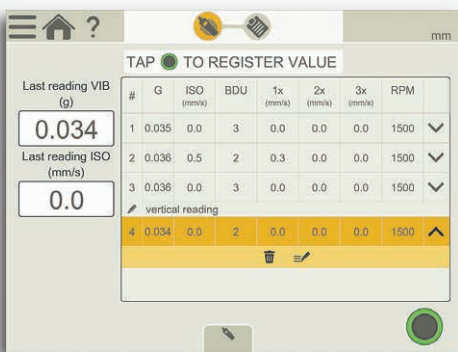 ?
mm
TAP TO REGISTER VALUE
Last reading VIB
(g)
0.034
Last reading ISO
(mm/s)
0.0
# G ISO (mm/s) BDU 1x (mm/s) 2x (mm/s) 3x (mm/s) RPM
1 0.035 0.0 3 0.0 0.0 0.0 1500
2 0.036 0.5 2 0.3 0.0 0.0 1500
3 0.036 0.0 3 0.0 0.0 0.0 1500
vertical reading
4 0.034 0.0 2 0.0 0.0 0.0 1500